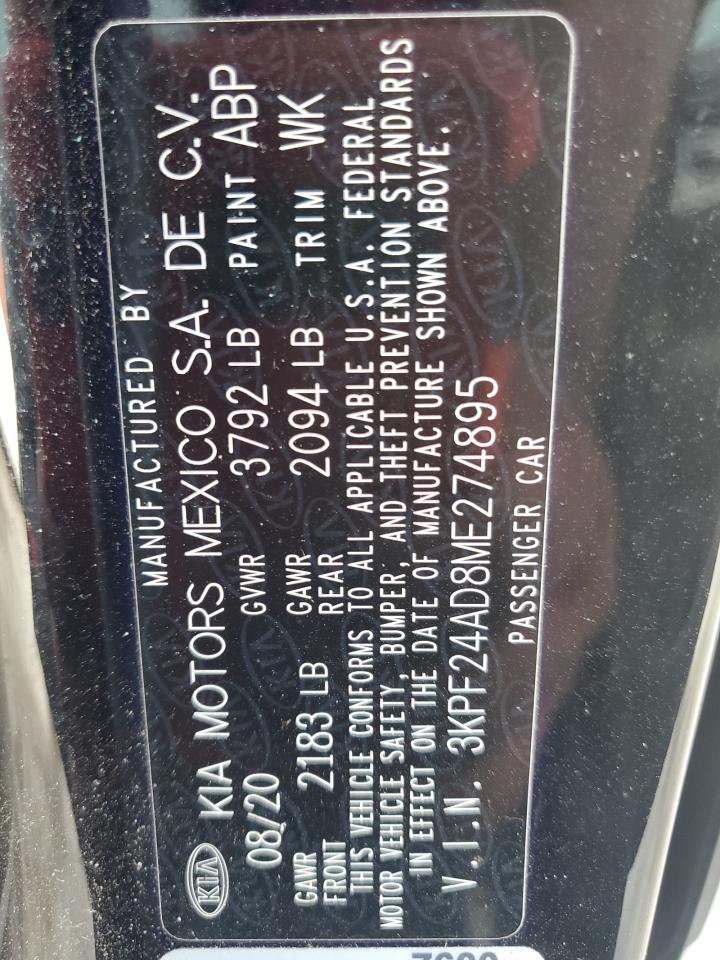 MANUFACTURED BY
KIA KIA MOTORS MEXICO S.A. DE C.V.
08/20 GVWR 3792 LB PAINT ABP
GAWR FRONT 2183 LB GAWR REAR 2094 LB TRIM WK
THIS VEHICLE CONFORMS TO ALL APPLICABLE U.S.A. FEDERAL
MOTOR VEHICLE SAFETY, BUMPER, AND THEFT PREVENTION STANDARDS
IN EFFECT ON THE DATE OF MANUFACTURE SHOWN ABOVE.
V.I.N. 3KPF24AD8ME274895
PASSENGER CAR